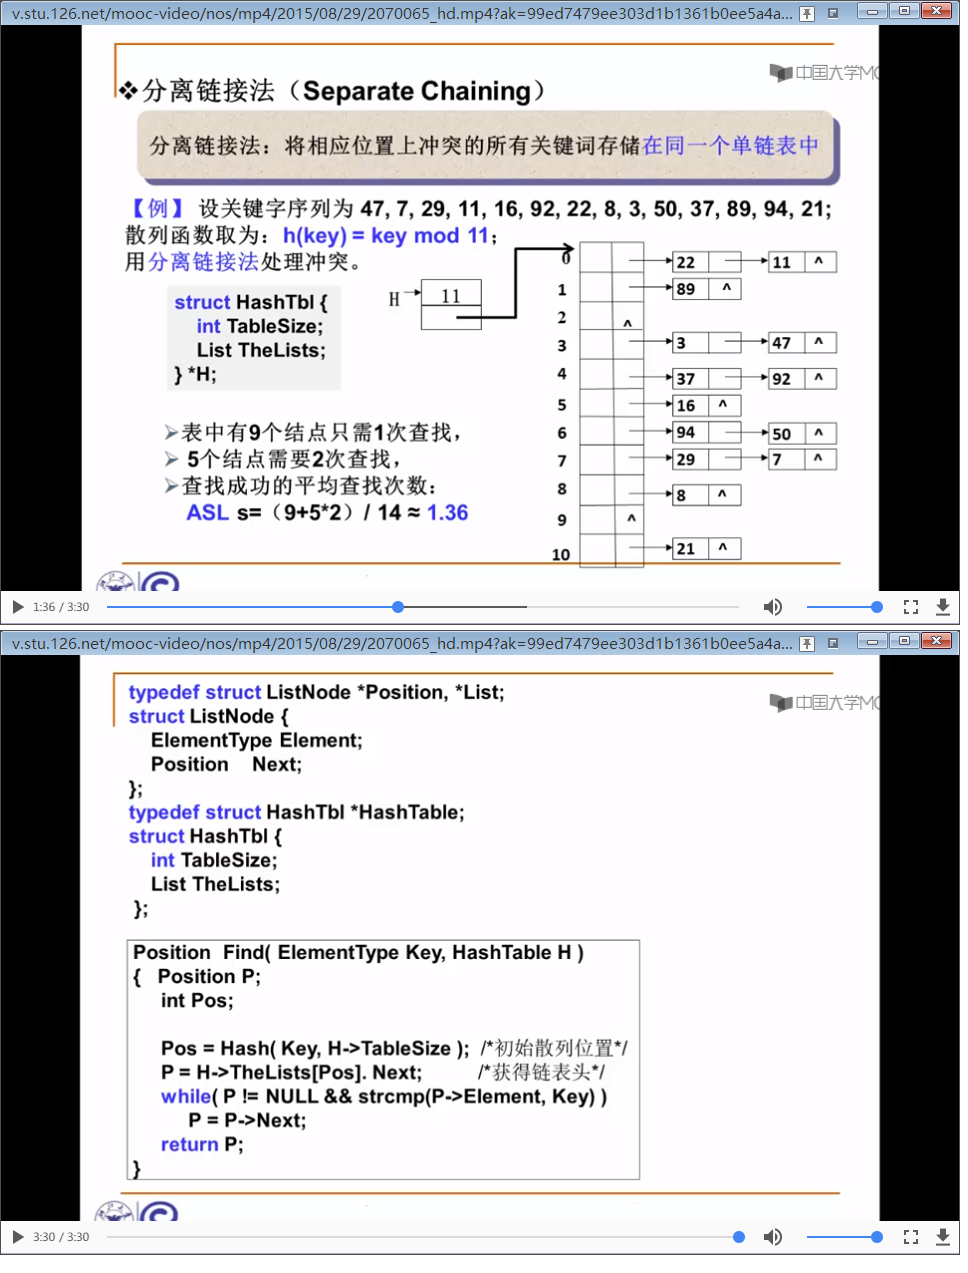 v.stu.126.net/mooc-video/nos/mp4/2015/08/29/2070065_hd.mp4?ak=99ed7479ee303d1b1361b0ee5a4a...
中国大学MO
❖分离链接法（Separate Chaining）
分离链接法：将相应位置上冲突的所有关键词存储在同一个单链表中
【例】 设关键字序列为 47, 7, 29, 11, 16, 92, 22, 8, 3, 50, 37, 89, 94, 21;
散列函数取为：h(key) = key mod 11;
用分离链接法处理冲突。
struct HashTbl {
int TableSize;
List TheLists;
} *H;
H 11
0 22 11 ^
1 89 ^
2 ^
3 3 47 ^
4 37 92 ^
5 16 ^
6 94 50 ^
7 29 7 ^
8 8 ^
9 ^
10 21 ^
➢表中有9个结点只需1次查找，
➢ 5个结点需要2次查找，
➢查找成功的平均查找次数：
ASL s=（9+5*2）/ 14 ≈ 1.36
1:36 / 3:30
v.stu.126.net/mooc-video/nos/mp4/2015/08/29/2070065_hd.mp4?ak=99ed7479ee303d1b1361b0ee5a4a...
中国大学MO
typedef struct ListNode *Position, *List;
struct ListNode {
ElementType Element;
Position Next;
};
typedef struct HashTbl *HashTable;
struct HashTbl {
int TableSize;
List TheLists;
};
Position Find( ElementType Key, HashTable H )
{ Position P;
int Pos;
Pos = Hash( Key, H->TableSize ); /*初始散列位置*/
P = H->TheLists[Pos]. Next; /*获得链表头*/
while( P != NULL && strcmp(P->Element, Key) )
P = P->Next;
return P;
}
3:30 / 3:30